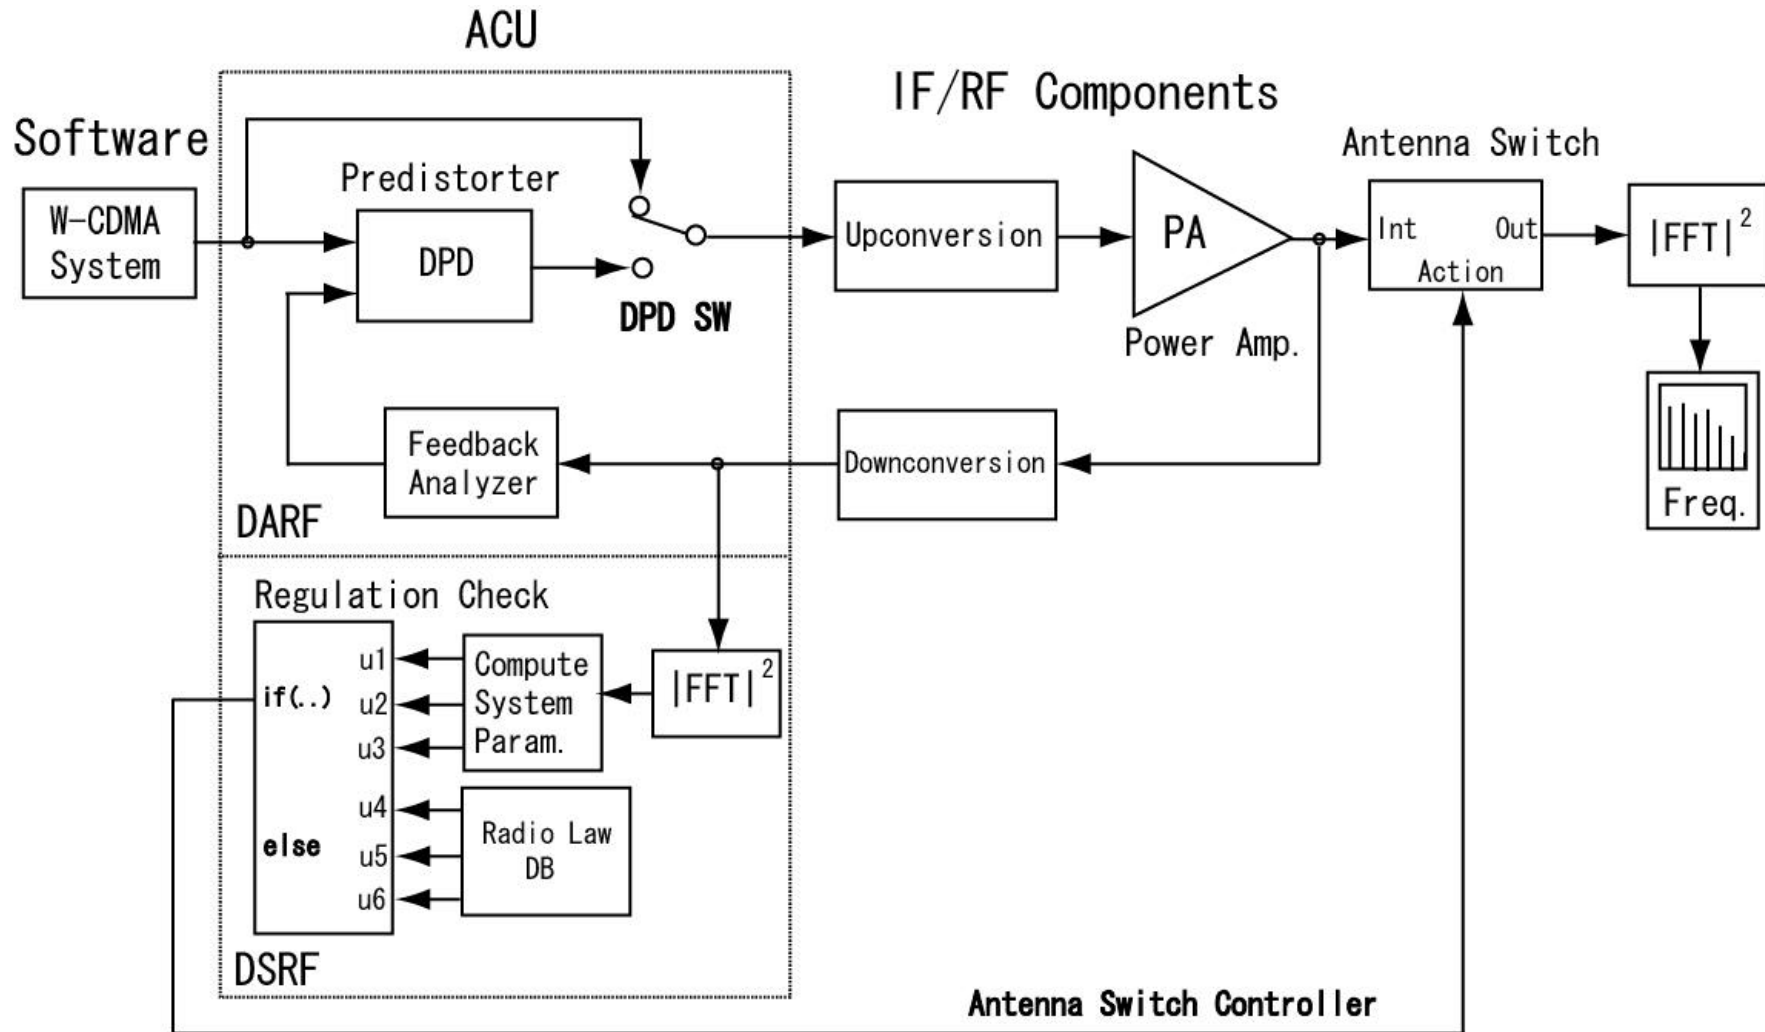 ACU
IF/RF Components
Software
Antenna Switch
Predistorter
W-CDMA
System
DPD
DPD SW
Upconversion
PA
Power Amp.
Int
Out
Action
|FFT|²
Freq.
Feedback
Analyzer
Downconversion
DARF
Regulation Check
if(..)
else
u1
u2
u3
u4
u5
u6
Compute
System
Param.
|FFT|²
Radio Law
DB
DSRF
Antenna Switch Controller